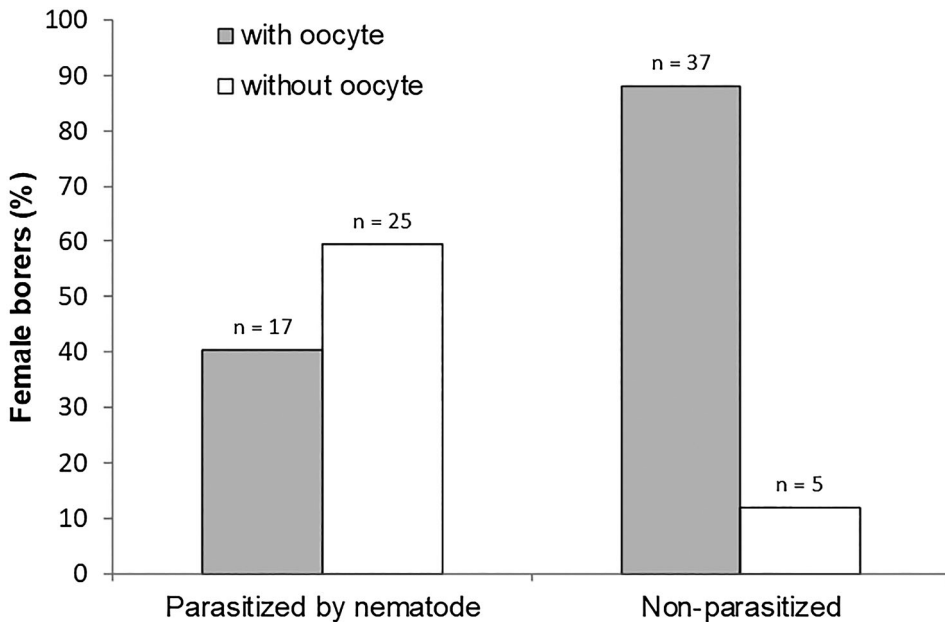 Female borers (%)
100
90
80
70
60
50
40
30
20
10
0
with oocyte
without oocyte
n = 17
n = 25
n = 37
n = 5
Parasitized by nematode
Non-parasitized